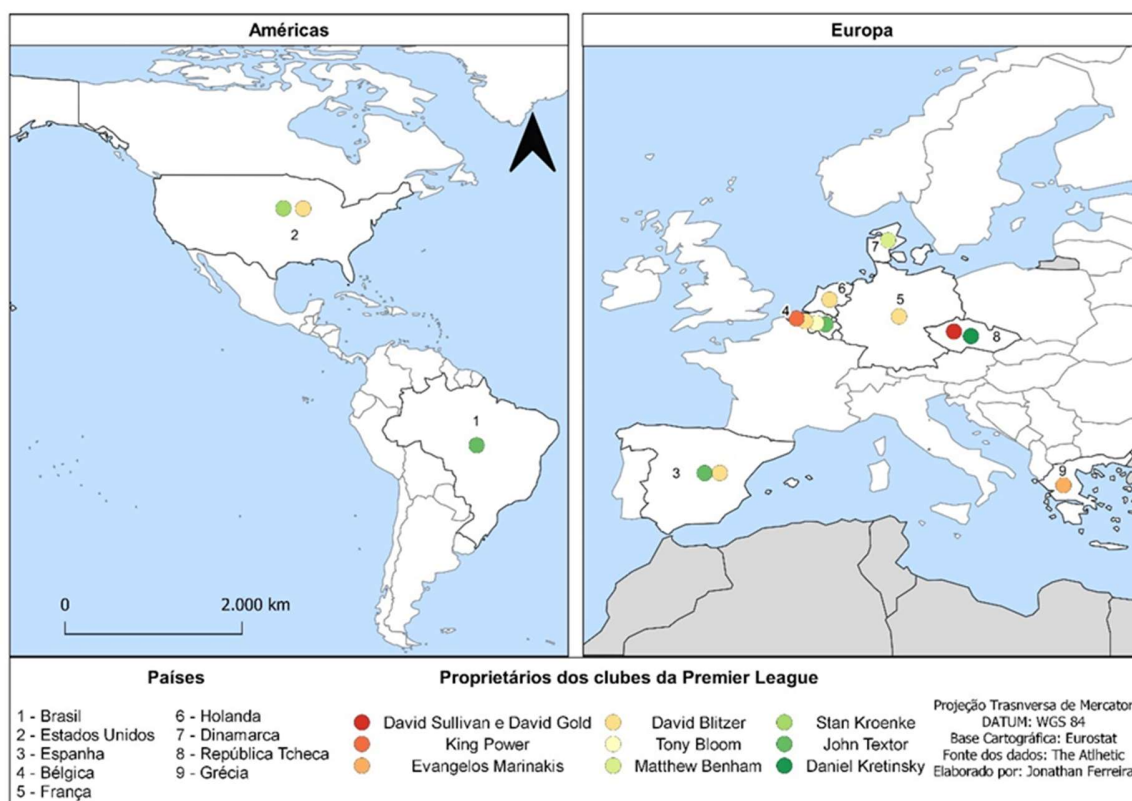 Américas
Europa
2
1
0
2.000 km
7
6
4
5
8
3
9
Países
1 - Brasil
2 - Estados Unidos
3 - Espanha
4 - Bélgica
5 - França
6 - Holanda
7 - Dinamarca
8 - República Tcheca
9 - Grécia
Proprietários dos clubes da Premier League
David Sullivan e David Gold
King Power
Evangelos Marinakis
David Blitzer
Tony Bloom
Matthew Benham
Stan Kroenke
John Textor
Daniel Kretinsky
Projeção Trasnversa de Mercator
DATUM: WGS 84
Base Cartográfica: Eurostat
Fonte dos dados: The Atlhetic
Elaborado por: Jonathan Ferreira